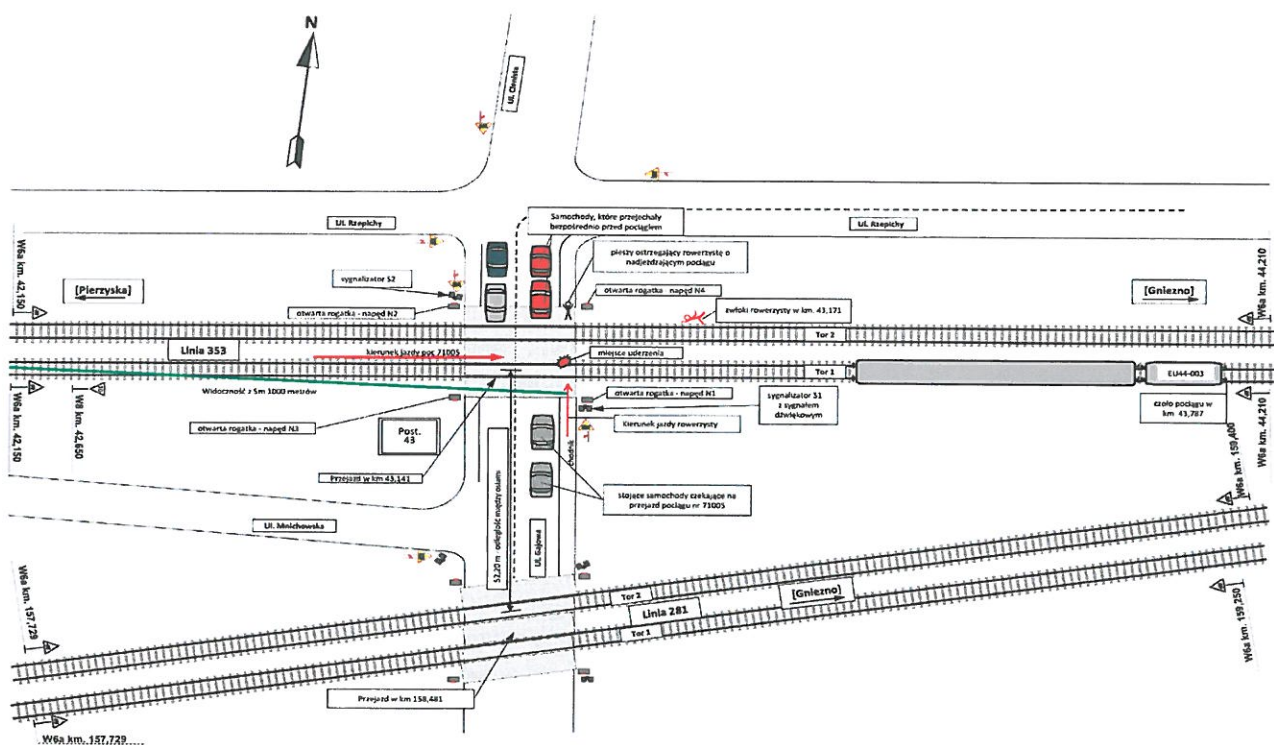 N
Ul. Rzepichy
Samochody, które przejechały
bezpośrednio przed pociągiem
Ul. Rzepichy
pieszy ostrzegający rowerzystę o
nadjeżdżającym pociągu
W6a km. 42,150
[Pierzyska]
sygnalizator S2
otwarta rogatka - napęd N2
otwarta rogatka - napęd N4
zwłoki rowerzysty w km. 43,171
[Gniezno]
W6a km. 44,210
Tor 2
Linia 353
kierunek jazdy poc 71005
miejsce uderzenia
Tor 1
EU44-003
Widoczność z 5m 1000 metrów
W6a km. 42,150
W8 km. 42,650
otwarta rogatka - napęd N3
Post.
43
otwarta rogatka - napęd N1
Kierunek jazdy rowerzysty
sygnalizator S1
z sygnałem
dźwiękowym
czoło pociągu w
km 43,787
W6a km. 44,210
W6a km. 159,400
chodnik
Przejazd w km 43,141
stojące samochody czekające na
przejazd pociągu nr 71005
Ul. Mnichowska
52,20 m - odległość między osiami
Ul. Gajowa
W6a km. 157,729
Tor 2
Linia 281
[Gniezno]
Tor 1
W6a km. 159,250
Przejazd w km 158,481
W6a km. 157,729